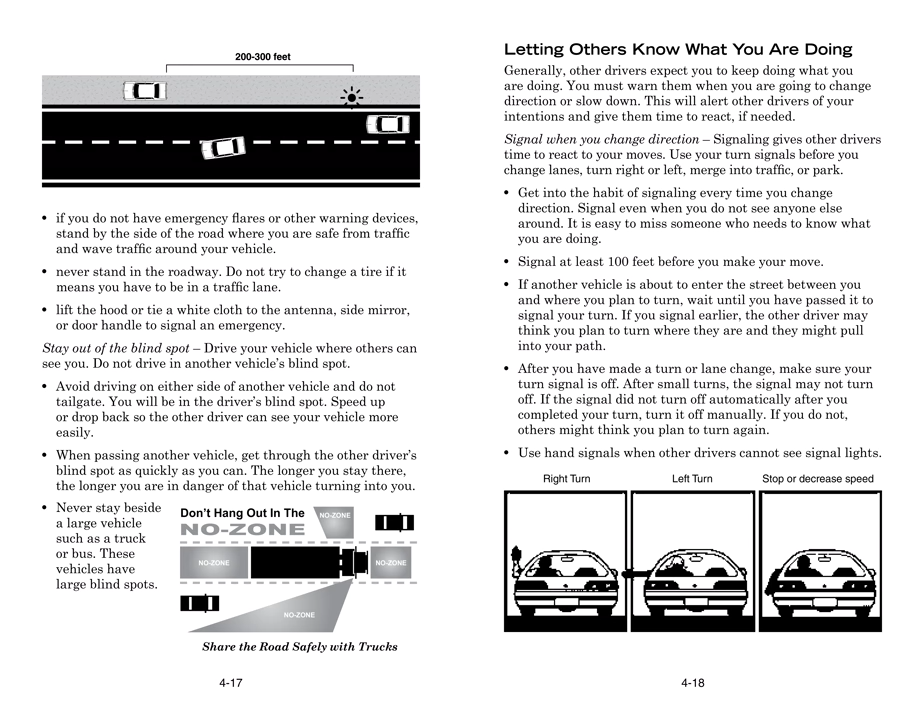 200-300 feet
• if you do not have emergency flares or other warning devices,
stand by the side of the road where you are safe from traffic
and wave traffic around your vehicle.
• never stand in the roadway. Do not try to change a tire if it
means you have to be in a traffic lane.
• lift the hood or tie a white cloth to the antenna, side mirror,
or door handle to signal an emergency.
Stay out of the blind spot – Drive your vehicle where others can
see you. Do not drive in another vehicle’s blind spot.
• Avoid driving on either side of another vehicle and do not
tailgate. You will be in the driver’s blind spot. Speed up
or drop back so the other driver can see your vehicle more
easily.
• When passing another vehicle, get through the other driver’s
blind spot as quickly as you can. The longer you stay there,
the longer you are in danger of that vehicle turning into you.
• Never stay beside
a large vehicle
such as a truck
or bus. These
vehicles have
large blind spots.
Don’t Hang Out In The
NO-ZONE
NO-ZONE
NO-ZONE
NO-ZONE
NO-ZONE
Share the Road Safely with Trucks
4-17
Letting Others Know What You Are Doing
Generally, other drivers expect you to keep doing what you
are doing. You must warn them when you are going to change
direction or slow down. This will alert other drivers of your
intentions and give them time to react, if needed.
Signal when you change direction – Signaling gives other drivers
time to react to your moves. Use your turn signals before you
change lanes, turn right or left, merge into traffic, or park.
• Get into the habit of signaling every time you change
direction. Signal even when you do not see anyone else
around. It is easy to miss someone who needs to know what
you are doing.
• Signal at least 100 feet before you make your move.
• If another vehicle is about to enter the street between you
and where you plan to turn, wait until you have passed it to
signal your turn. If you signal earlier, the other driver may
think you plan to turn where they are and they might pull
into your path.
• After you have made a turn or lane change, make sure your
turn signal is off. After small turns, the signal may not turn
off. If the signal did not turn off automatically after you
completed your turn, turn it off manually. If you do not,
others might think you plan to turn again.
• Use hand signals when other drivers cannot see signal lights.
Right Turn
Left Turn
Stop or decrease speed
4-18